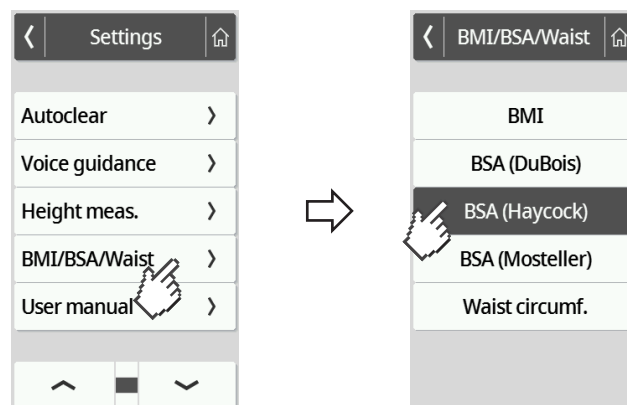 Settings
Autoclear
Voice guidance
Height meas.
BMI/BSA/Waist
User manual
BMI/BSA/Waist
BMI
BSA (DuBois)
BSA (Haycock)
BSA (Mosteller)
Waist circumf.